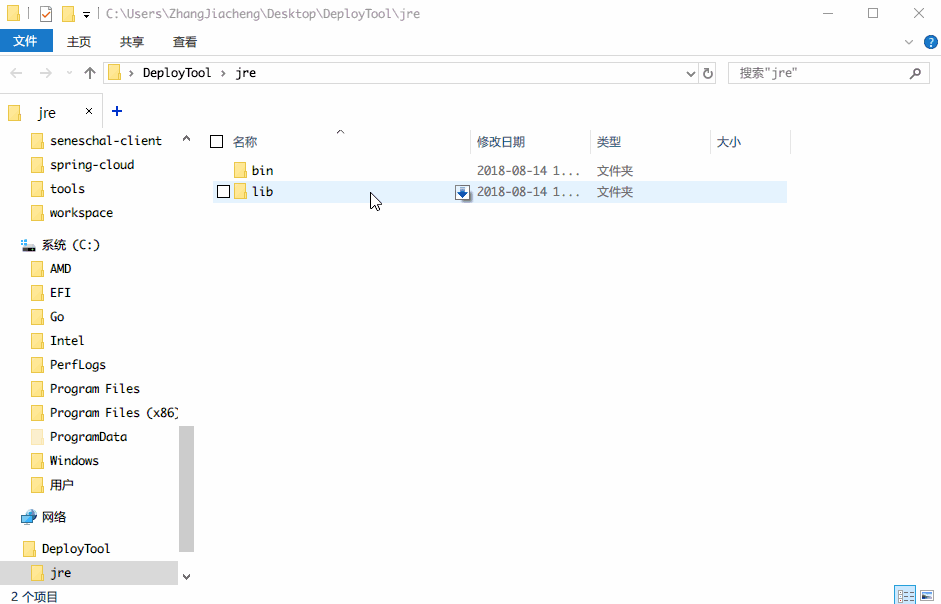 C:\Users\ZhangJiacheng\Desktop\DeployTool\jre
文件 主页 共享 查看
DeployTool › jre
搜索"jre"
jre
名称 修改日期 类型 大小
bin 2018-08-14 1... 文件夹
lib 2018-08-14 1... 文件夹
seneschal-client
spring-cloud
tools
workspace
系统 (C:)
AMD
EFI
Go
Intel
PerfLogs
Program Files
Program Files (x86)
ProgramData
Windows
用户
网络
DeployTool
jre
2 个项目